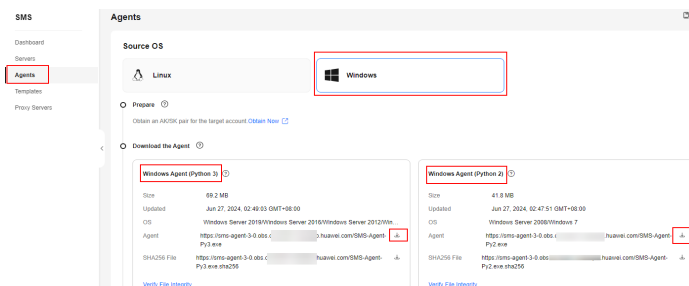 SMS
Agents
Dashboard
Servers
Agents
Templates
Proxy Servers
Source OS
Linux
Windows
Prepare
Obtain an AK/SK pair for the target account Obtain Now
Download the Agent
Windows Agent (Python 3)
Size 69.2 MB
Updated Jun 27, 2024, 02:49:03 GMT+08:00
OS Windows Server 2019/Windows Server 2016/Windows Server 2012/Win...
Agent https://sms-agent-3-0.obs. huawei.com/SMS-Agent-
Py3.exe
SHA256 File https://sms-agent-3-0.obs. huawei.com/SMS-Agent-
Py3.exe.sha256
Verify File Integrity
Windows Agent (Python 2)
Size 41.8 MB
Updated Jun 27, 2024, 02:47:51 GMT+08:00
OS Windows Server 2008/Windows 7
Agent https://sms-agent-3-0.obs. huawei.com/SMS-Agent-
Py2.exe
SHA256 File https://sms-agent-3-0.obs huawei.com/SMS-Agent-
Py2.exe.sha256
Verify File Integrity